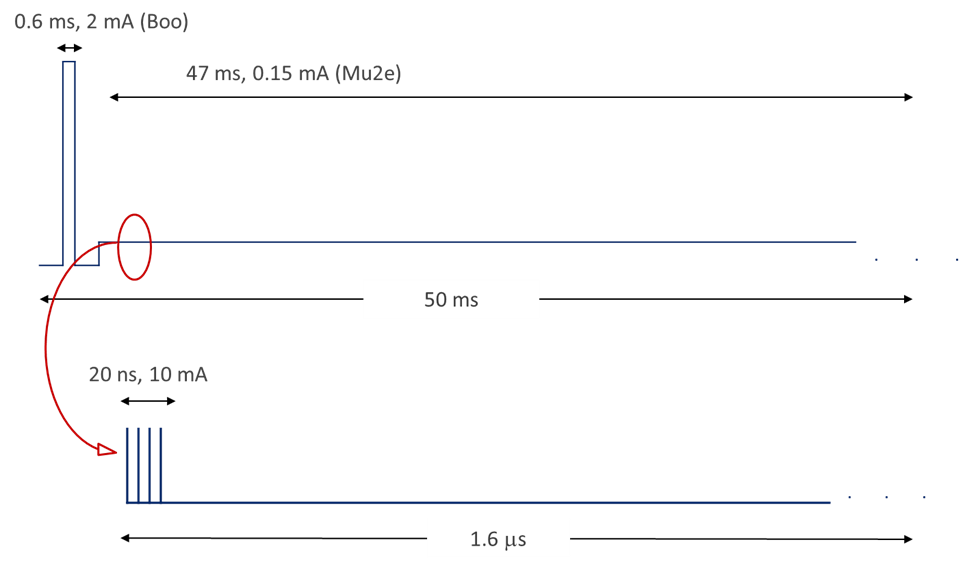 0.6 ms, 2 mA (Boo)
47 ms, 0.15 mA (Mu2e)
50 ms
20 ns, 10 mA
1.6 μs